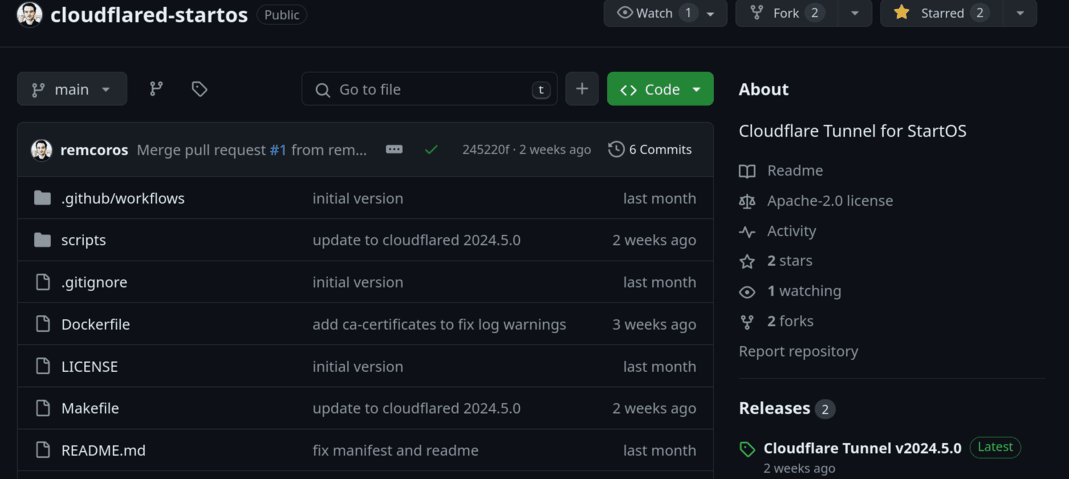 cloudflared-startos Public Watch 1 Fork 2 Starred 2
main Go to file t Code
remcoros Merge pull request #1 from rem... 245220f · 2 weeks ago 6 Commits
.github/workflows initial version last month
scripts update to cloudflared 2024.5.0 2 weeks ago
.gitignore initial version last month
Dockerfile add ca-certificates to fix log warnings 3 weeks ago
LICENSE initial version last month
Makefile update to cloudflared 2024.5.0 2 weeks ago
README.md fix manifest and readme last month
About
Cloudflare Tunnel for StartOS
Readme
Apache-2.0 license
Activity
2 stars
1 watching
2 forks
Report repository
Releases 2
Cloudflare Tunnel v2024.5.0 Latest
2 weeks ago